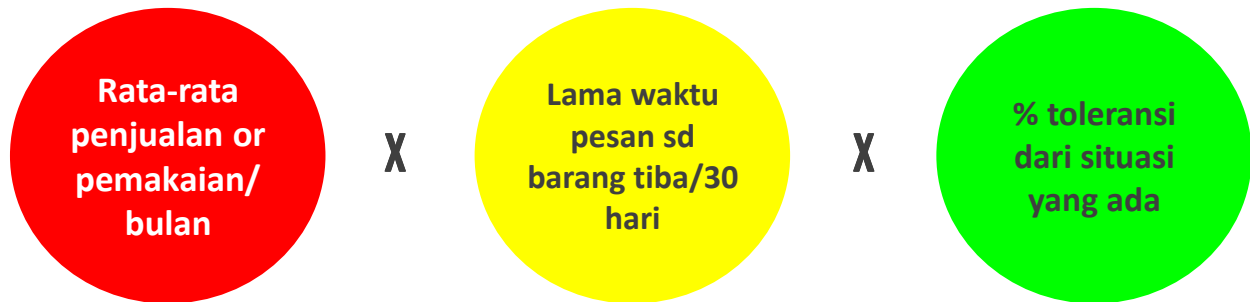 Rata-rata
penjualan or
pemakaian/
bulan
X
Lama waktu
pesan sd
barang tiba/30
hari
X
% toleransi
dari situasi
yang ada